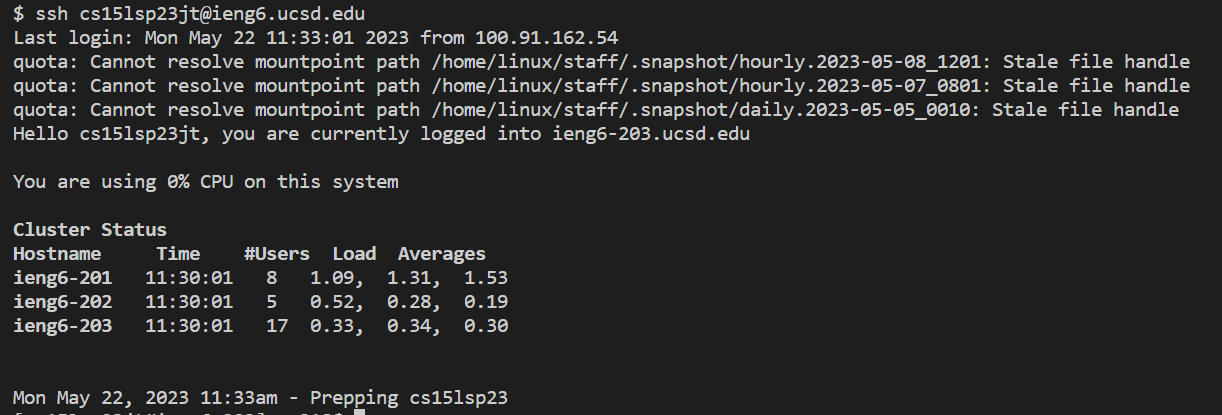 $ ssh cs15lsp23jt@ieng6.ucsd.edu
Last login: Mon May 22 11:33:01 2023 from 100.91.162.54
quota: Cannot resolve mountpoint path /home/linux/staff/.snapshot/hourly.2023-05-08_1201: Stale file handle
quota: Cannot resolve mountpoint path /home/linux/staff/.snapshot/hourly.2023-05-07_0801: Stale file handle
quota: Cannot resolve mountpoint path /home/linux/staff/.snapshot/daily.2023-05-05_0010: Stale file handle
Hello cs15lsp23jt, you are currently logged into ieng6-203.ucsd.edu
You are using 0% CPU on this system
Cluster Status
Hostname Time #Users Load Averages
ieng6-201 11:30:01 8 1.09, 1.31, 1.53
ieng6-202 11:30:01 5 0.52, 0.28, 0.19
ieng6-203 11:30:01 17 0.33, 0.34, 0.30
Mon May 22, 2023 11:33am - Prepping cs15lsp23